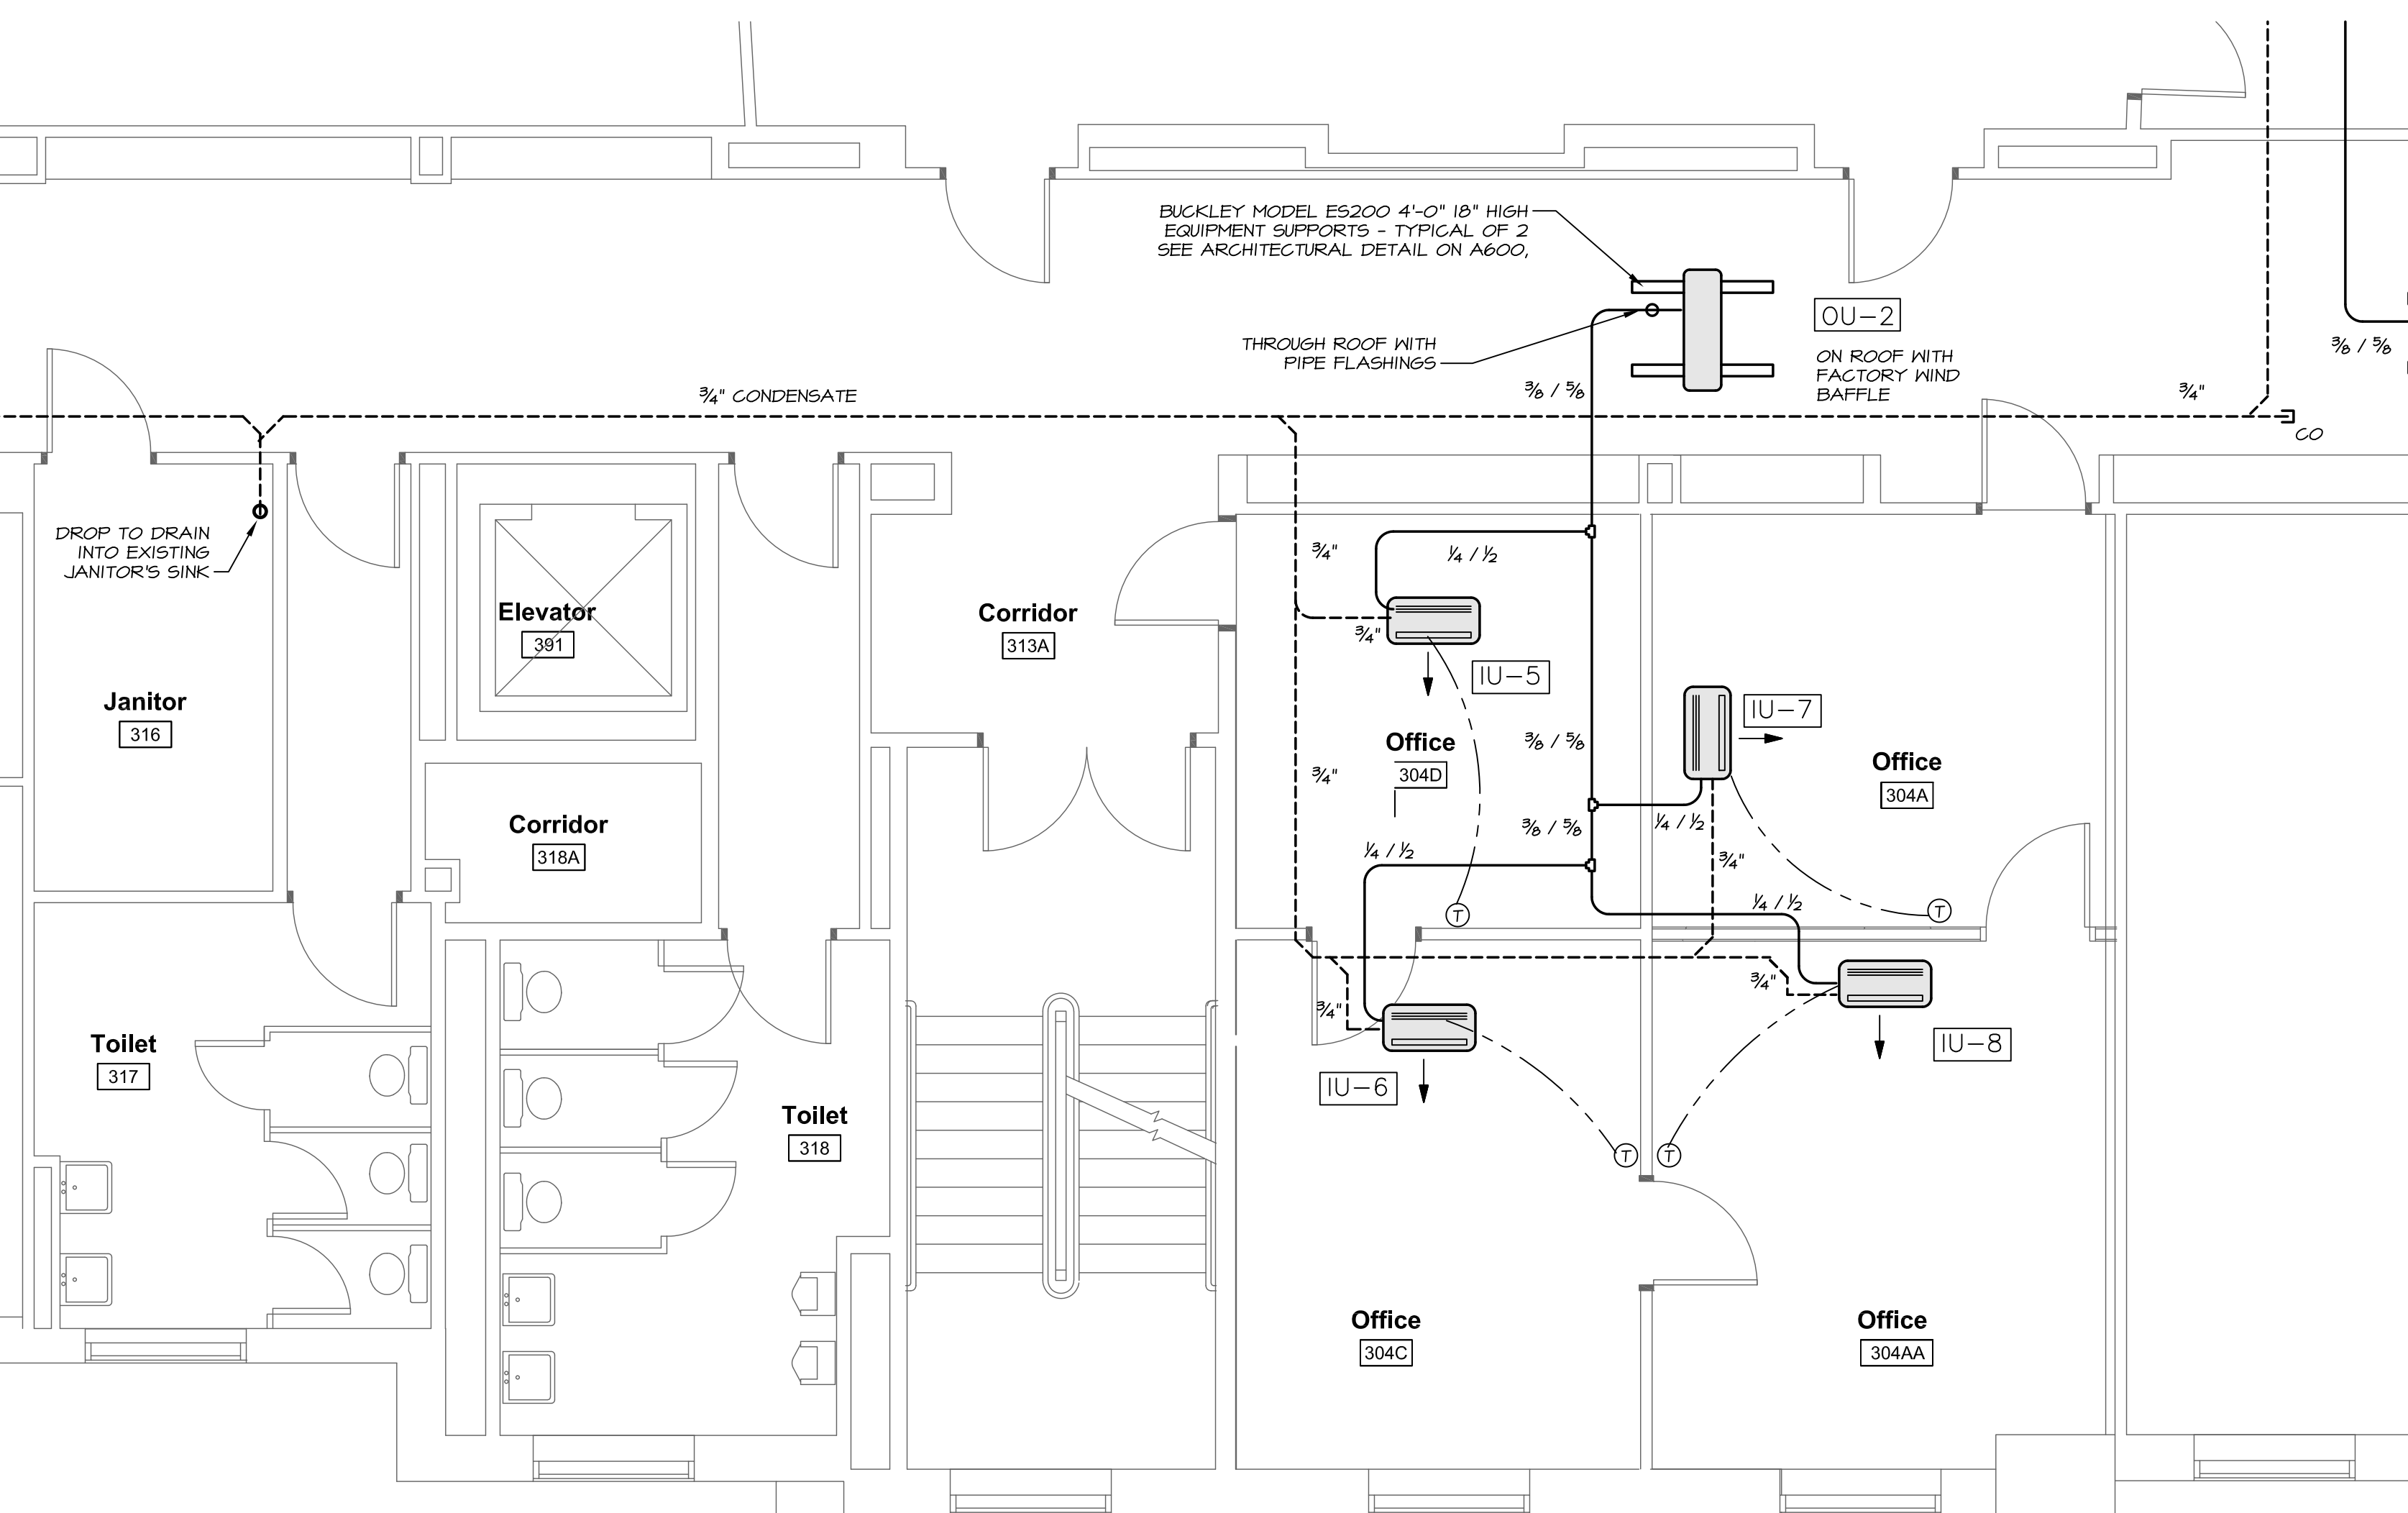 BUCKLEY MODEL ES200 4'-0" 18" HIGH
EQUIPMENT SUPPORTS - TYPICAL OF 2
SEE ARCHITECTURAL DETAIL ON A600,
OU-2
THROUGH ROOF WITH
PIPE FLASHINGS
ON ROOF WITH
FACTORY WIND
BAFFLE
3/8 / 5/8
3/8 / 5/8
3/4" CONDENSATE
3/4"
CO
DROP TO DRAIN
INTO EXISTING
JANITOR'S SINK
3/4"
1/4 / 1/2
Elevator
391
Corridor
313A
3/4"
IU-5
Janitor
316
IU-7
Office
304D
3/8 / 5/8
3/4"
Office
304A
Corridor
318A
3/8 / 5/8
1/4 / 1/2
1/4 / 1/2
3/4"
1/4 / 1/2
T
T
3/4"
3/4"
Toilet
317
IU-6
IU-8
Toilet
318
T
T
Office
304C
Office
304AA